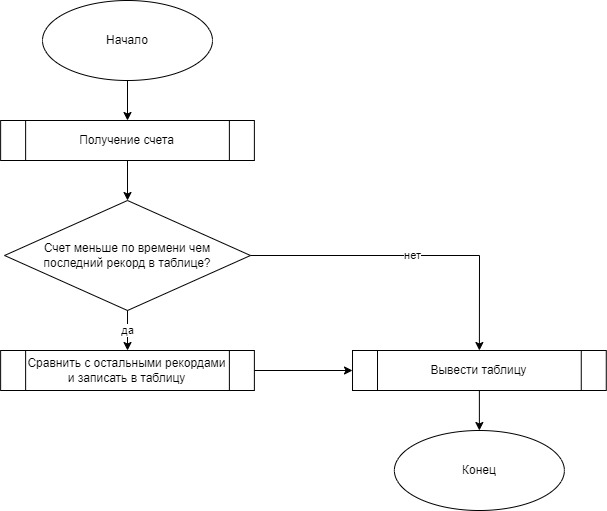 Начало
Получение счета
Счет меньше по времени чем
последний рекорд в таблице?
нет
да
Сравнить с остальными рекордами
и записать в таблицу
Вывести таблицу
Конец